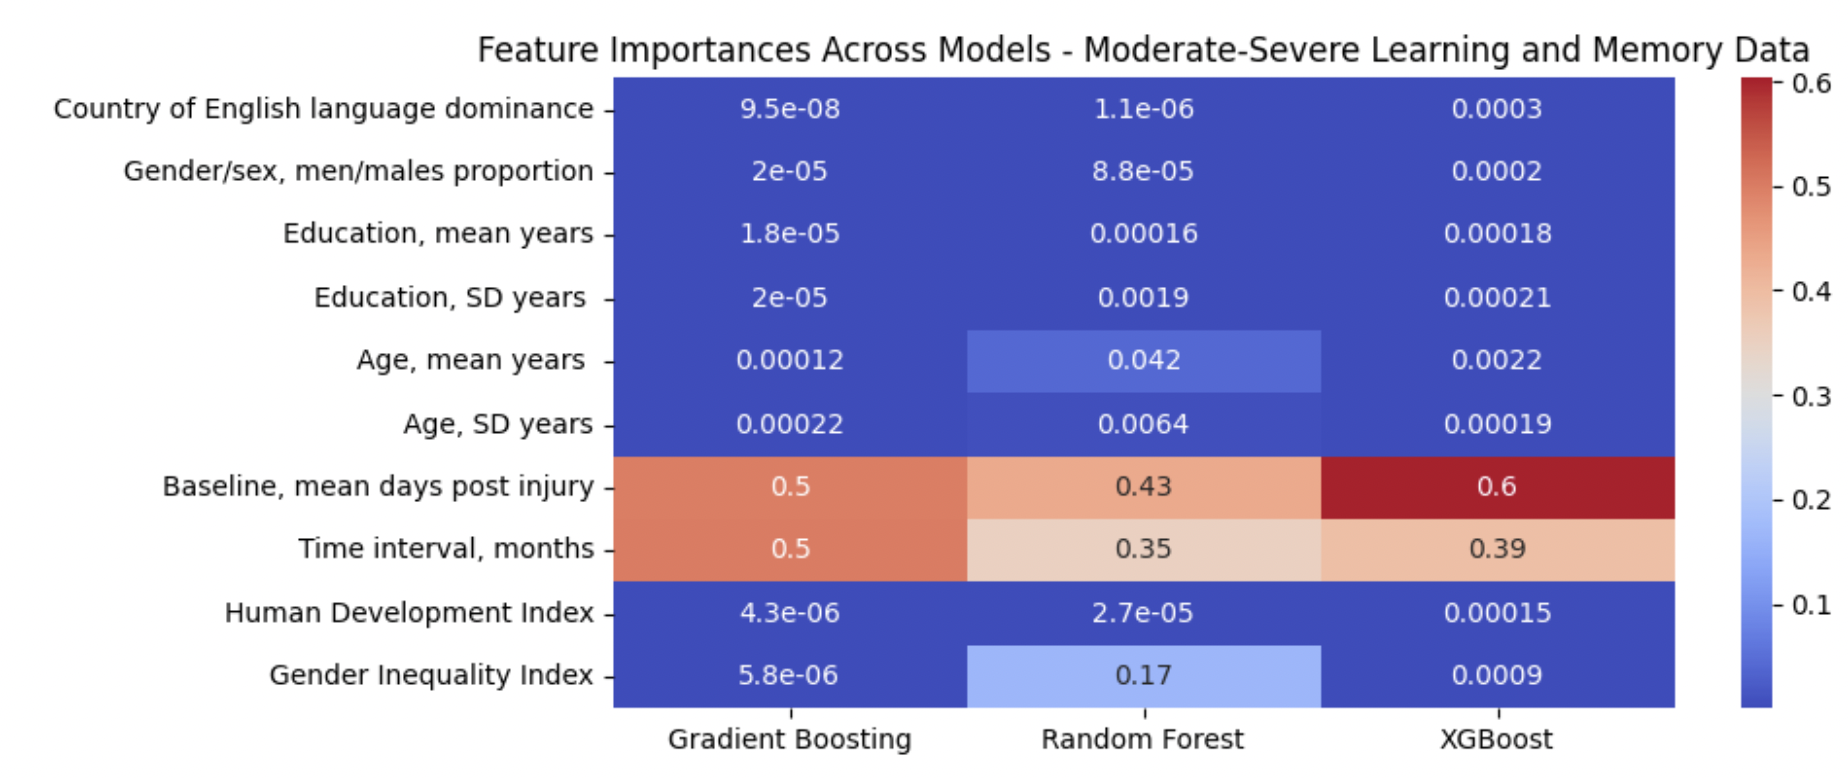 Feature Importances Across Models - Moderate-Severe Learning and Memory Data
Country of English language dominance 9.5e-08 1.1e-06 0.0003
Gender/sex, men/males proportion 2e-05 8.8e-05 0.0002
Education, mean years 1.8e-05 0.00016 0.00018
Education, SD years 2e-05 0.0019 0.00021
Age, mean years 0.00012 0.042 0.0022
Age, SD years 0.00022 0.0064 0.00019
Baseline, mean days post injury 0.5 0.43 0.6
Time interval, months 0.5 0.35 0.39
Human Development Index 4.3e-06 2.7e-05 0.00015
Gender Inequality Index 5.8e-06 0.17 0.0009
Gradient Boosting Random Forest XGBoost
0.6
0.5
0.4
0.3
0.2
0.1